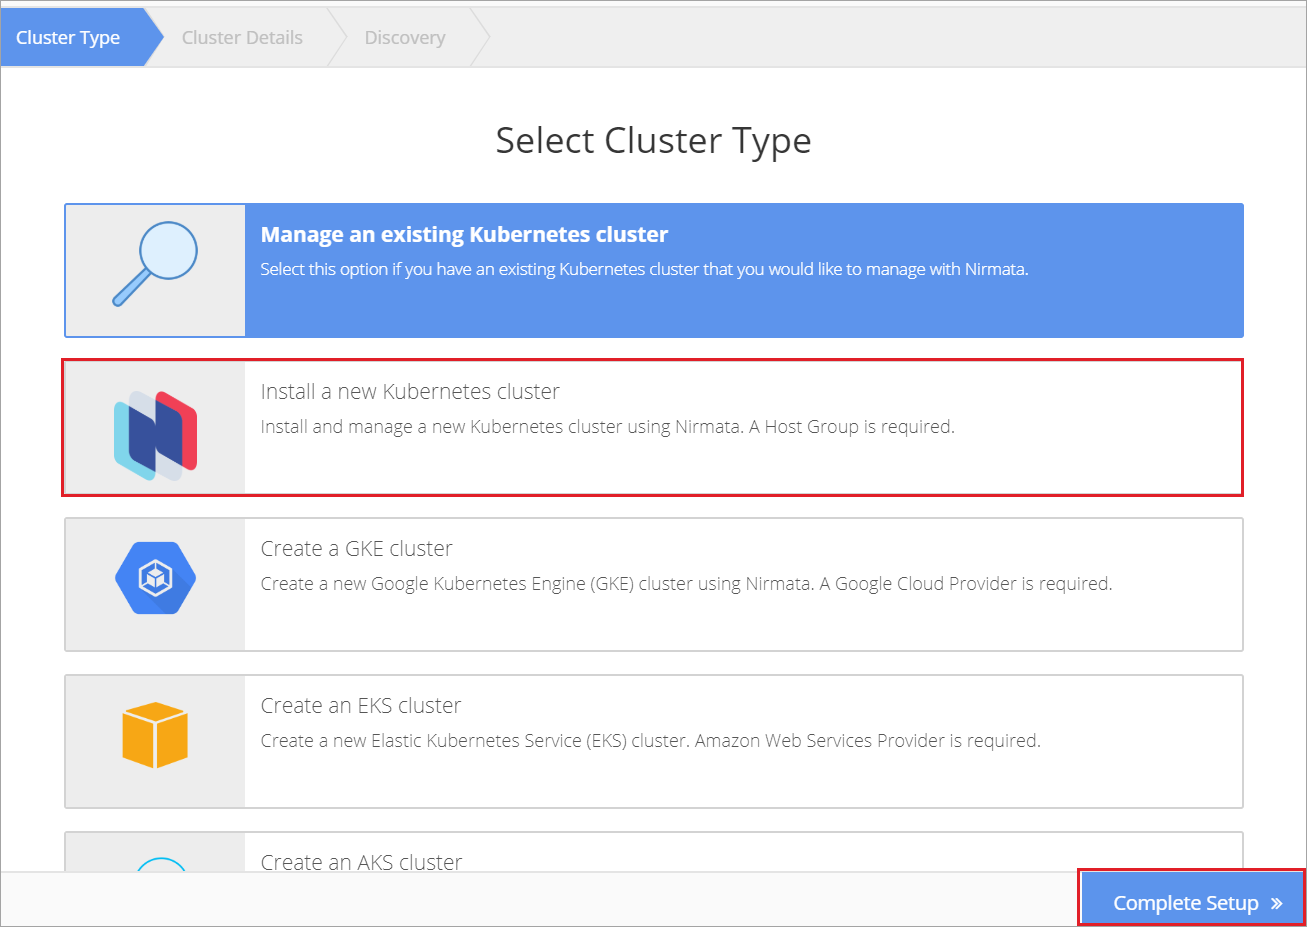 Cluster Type
Cluster Details
Discovery
Select Cluster Type
Manage an existing Kubernetes cluster
Select this option if you have an existing Kubernetes cluster that you would like to manage with Nirmata.
Install a new Kubernetes cluster
Install and manage a new Kubernetes cluster using Nirmata. A Host Group is required.
Create a GKE cluster
Create a new Google Kubernetes Engine (GKE) cluster using Nirmata. A Google Cloud Provider is required.
Create an EKS cluster
Create a new Elastic Kubernetes Service (EKS) cluster. Amazon Web Services Provider is required.
Create an AKS cluster
Complete Setup »